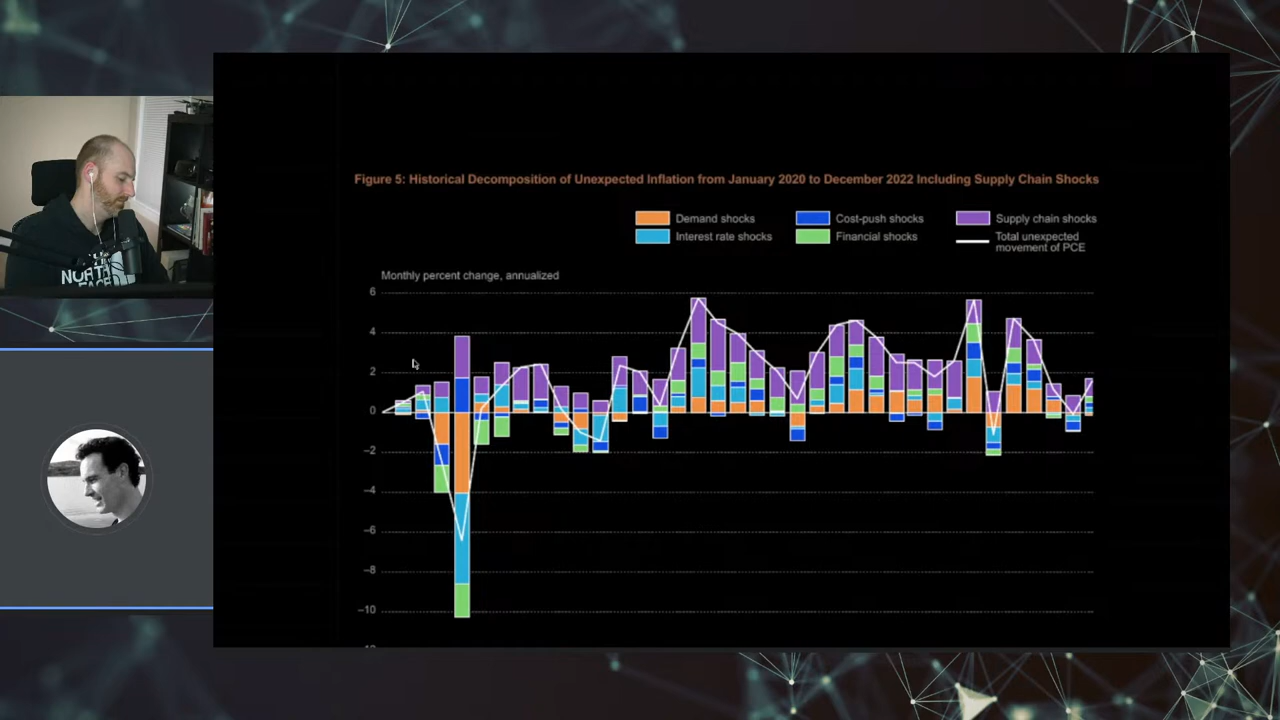 Figure 5: Historical Decomposition of Unexpected Inflation from January 2020 to December 2022 Including Supply Chain Shocks
Demand shocks
Cost-push shocks
Supply chain shocks
Interest rate shocks
Financial shocks
Total unexpected
movement of PCE
Monthly percent change, annualized
6
4
2
0
−2
−4
−6
−8
−10
NORTH
FACE